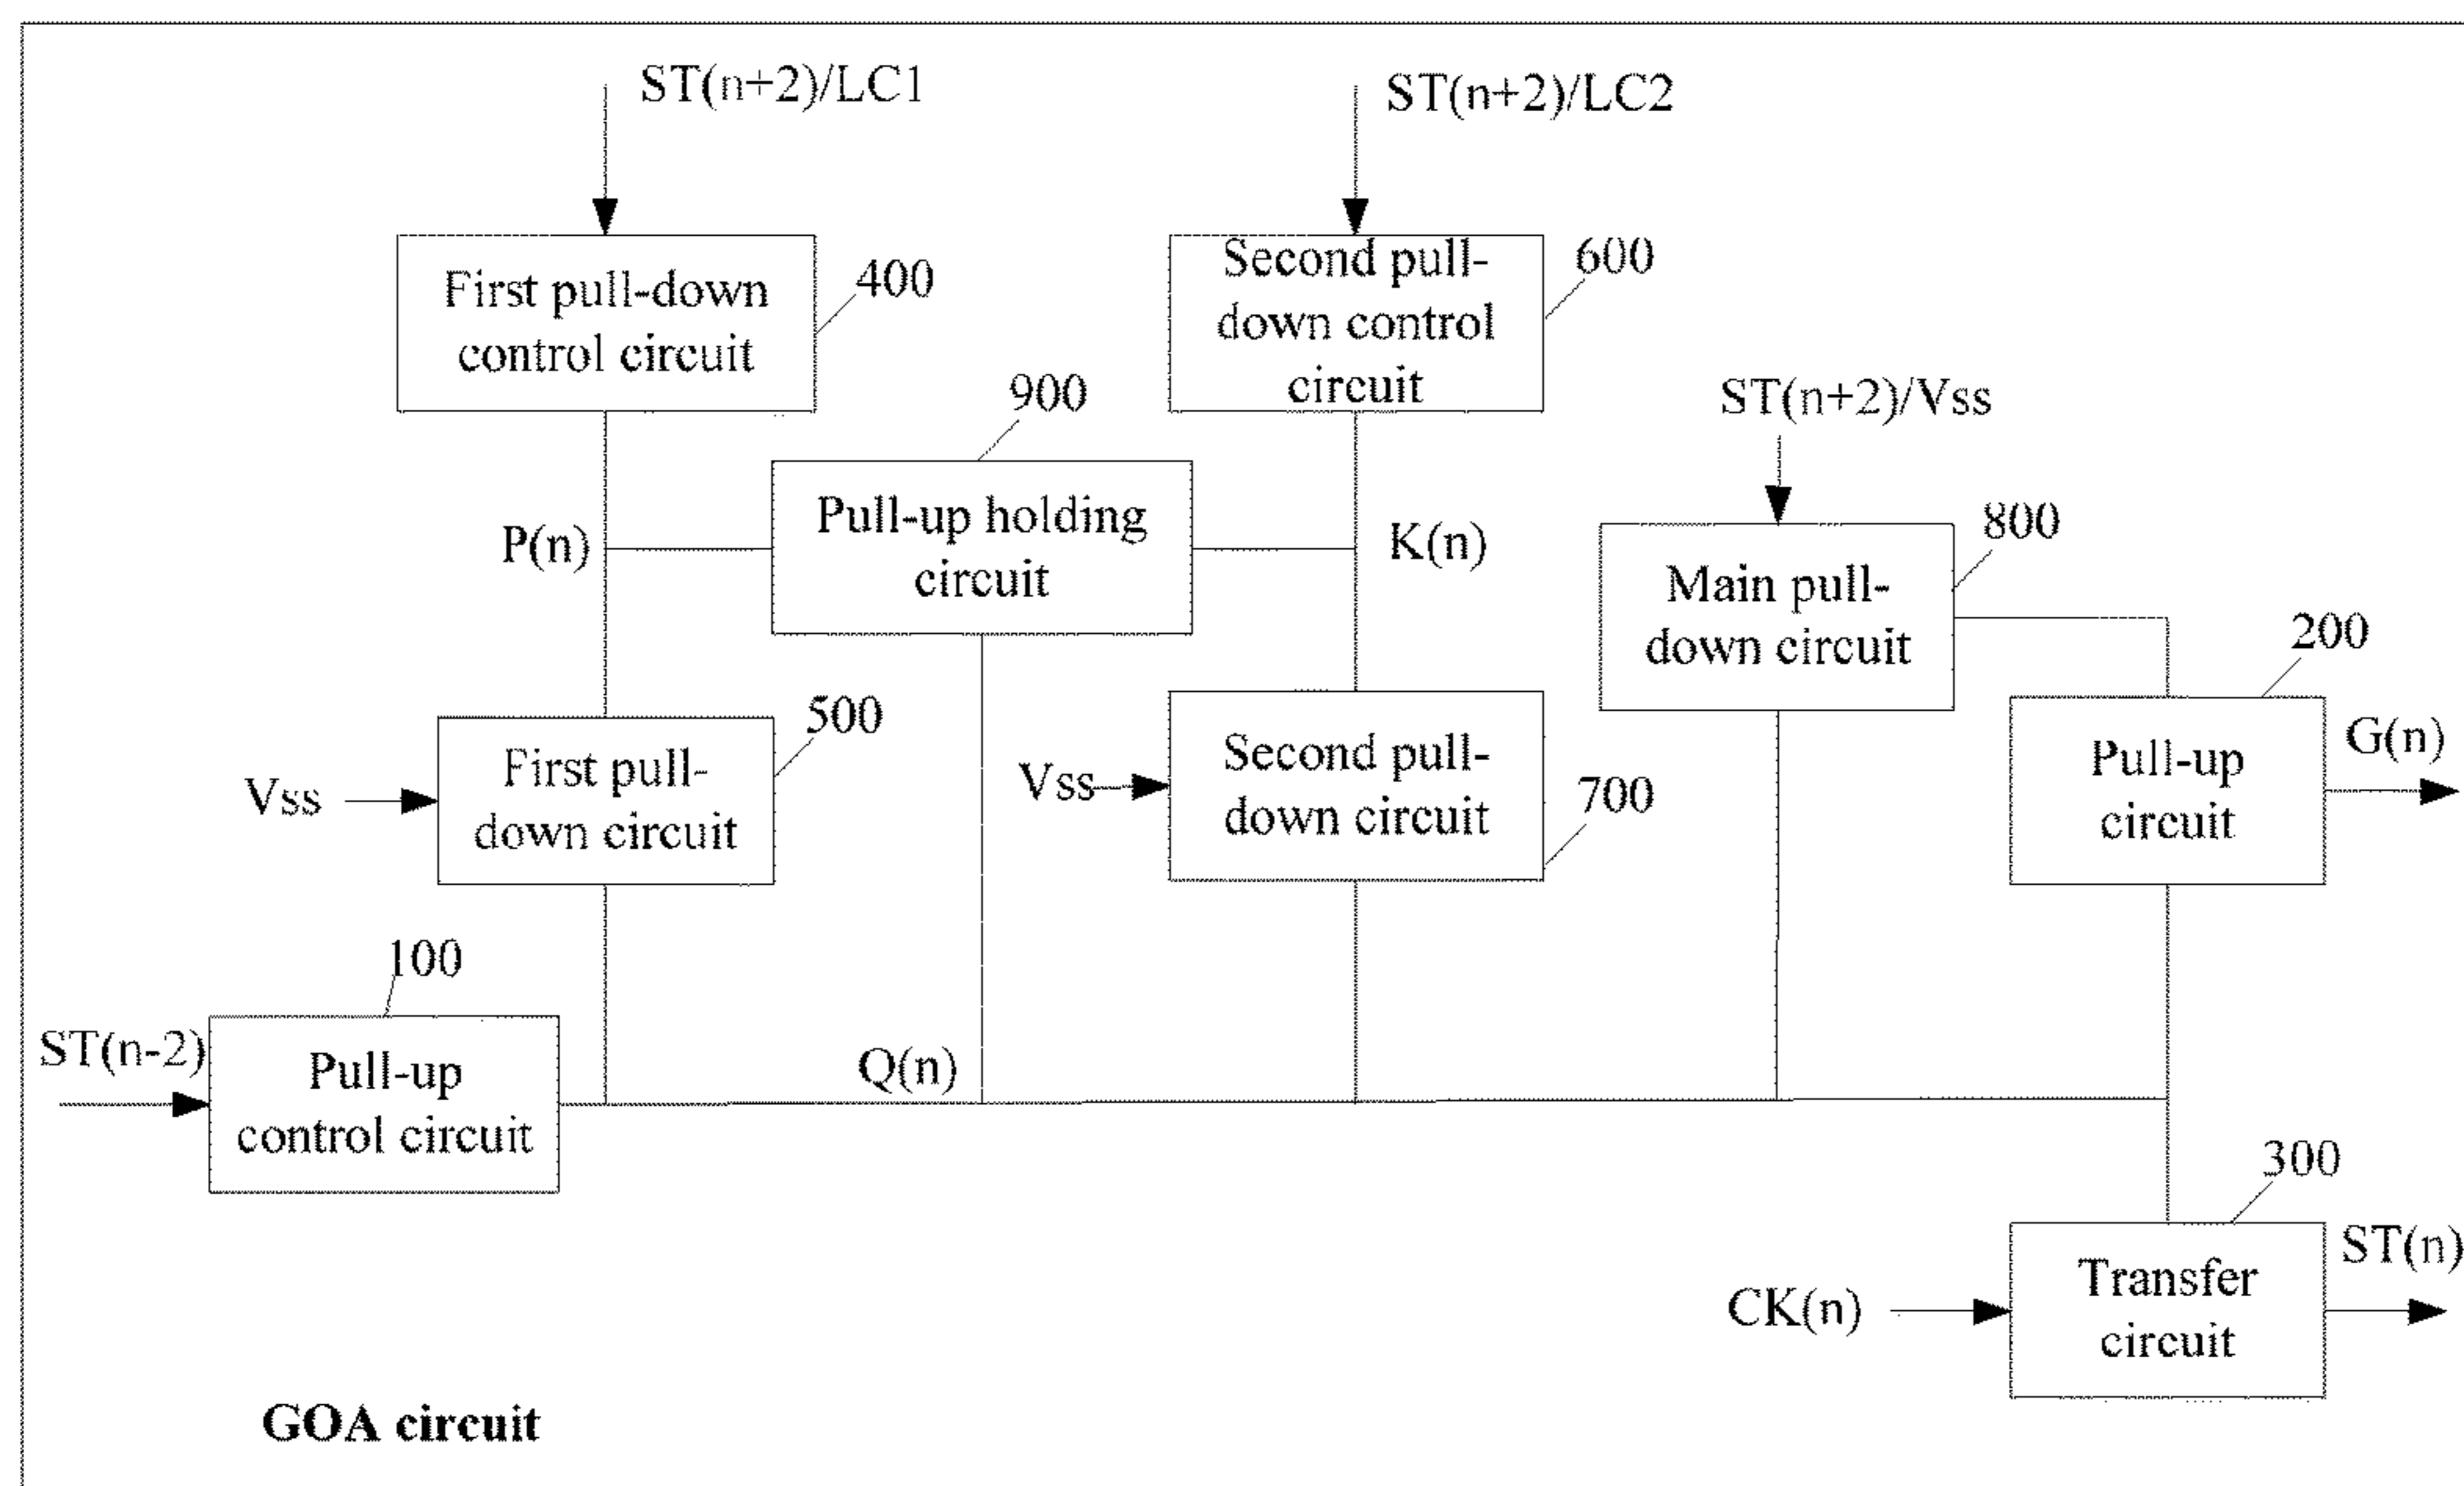 ST(n+2)/LC1
ST(n+2)/LC2
First pull-down
control circuit
400
Second pull-
down control
circuit
600
900
ST(n+2)/Vss
P(n)
Pull-up holding
circuit
K(n)
Main pull-
down circuit
800
200
Vss
First pull-
down circuit
500
Vss
Second pull-
down circuit
700
Pull-up
circuit
G(n)
100
ST(n-2)
Pull-up
control circuit
Q(n)
300
CK(n)
Transfer
circuit
ST(n)
GOA circuit